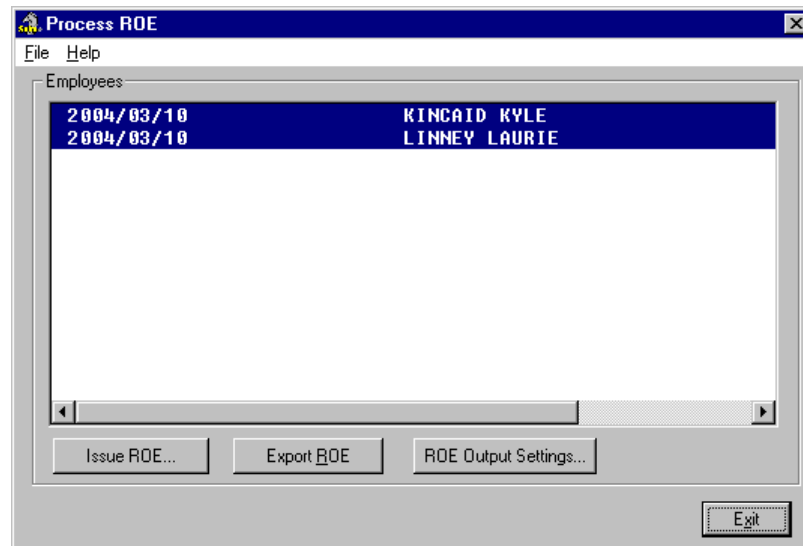 Process ROE
File Help
Employees
2004/03/10 KINCAID KYLE
2004/03/10 LINNEY LAURIE
Issue ROE... Export ROE ROE Output Settings...
Exit